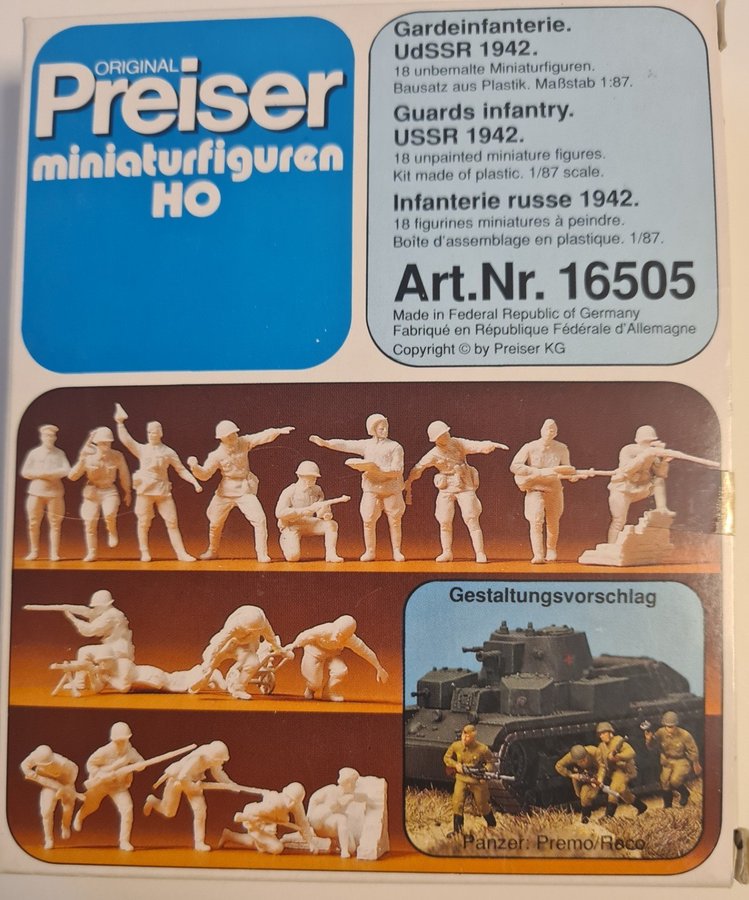 ORIGINAL
Preiser
miniaturfiguren
HO
Gardeinfanterie.
UdSSR 1942.
18 unbemalte Miniaturfiguren.
Bausatz aus Plastik. Maßstab 1:87.
Guards infantry.
USSR 1942.
18 unpainted miniature figures.
Kit made of plastic. 1/87 scale.
Infanterie russe 1942.
18 figurines miniatures à peindre.
Boîte d'assemblage en plastique. 1/87.
Art.Nr. 16505
Made in Federal Republic of Germany
Fabriqué en République Fédérale d'Allemagne
Copyright © by Preiser KG
Gestaltungsvorschlag
Panzer: Premo/Roco